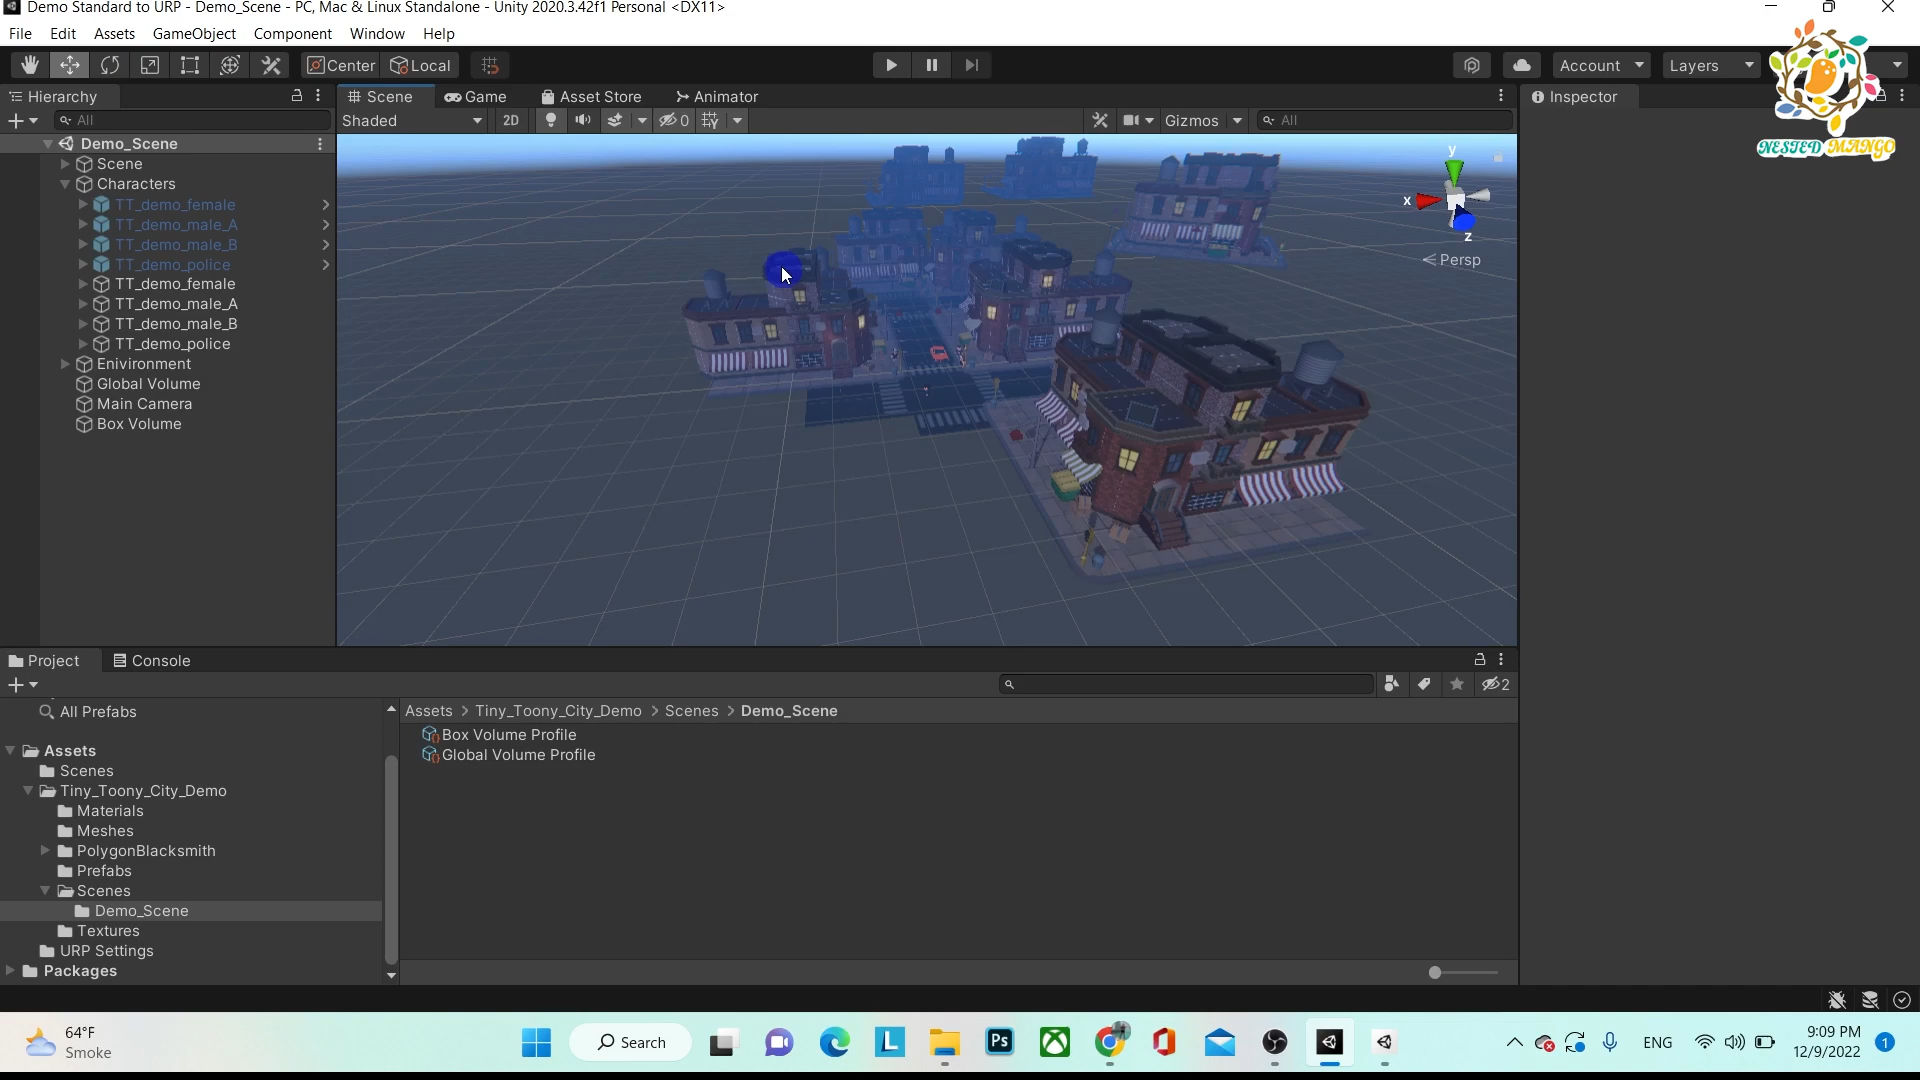 Demo Standard to URP - Demo_Scene - PC, Mac & Linux Standalone - Unity 2020.3.42f1 Personal <DX11>
File Edit Assets GameObject Component Window Help
Center Local Account Layers
Hierarchy
Scene Game Asset Store Animator
Inspector
NESTED MANGO
All
Shaded 2D 0 Gizmos All
Demo_Scene
Scene
Characters
TT_demo_female
TT_demo_male_A
TT_demo_male_B
TT_demo_police
TT_demo_female
TT_demo_male_A
TT_demo_male_B
TT_demo_police
Enivironment
Global Volume
Main Camera
Box Volume
y
x
z
< Persp
Project Console
2
All Prefabs
Assets
Scenes
Tiny_Toony_City_Demo
Materials
Meshes
PolygonBlacksmith
Prefabs
Scenes
Demo_Scene
Textures
URP Settings
Packages
Assets > Tiny_Toony_City_Demo > Scenes > Demo_Scene
Box Volume Profile
Global Volume Profile
64°F
Smoke
Search
L
Ps
ENG
9:09 PM
12/9/2022
1